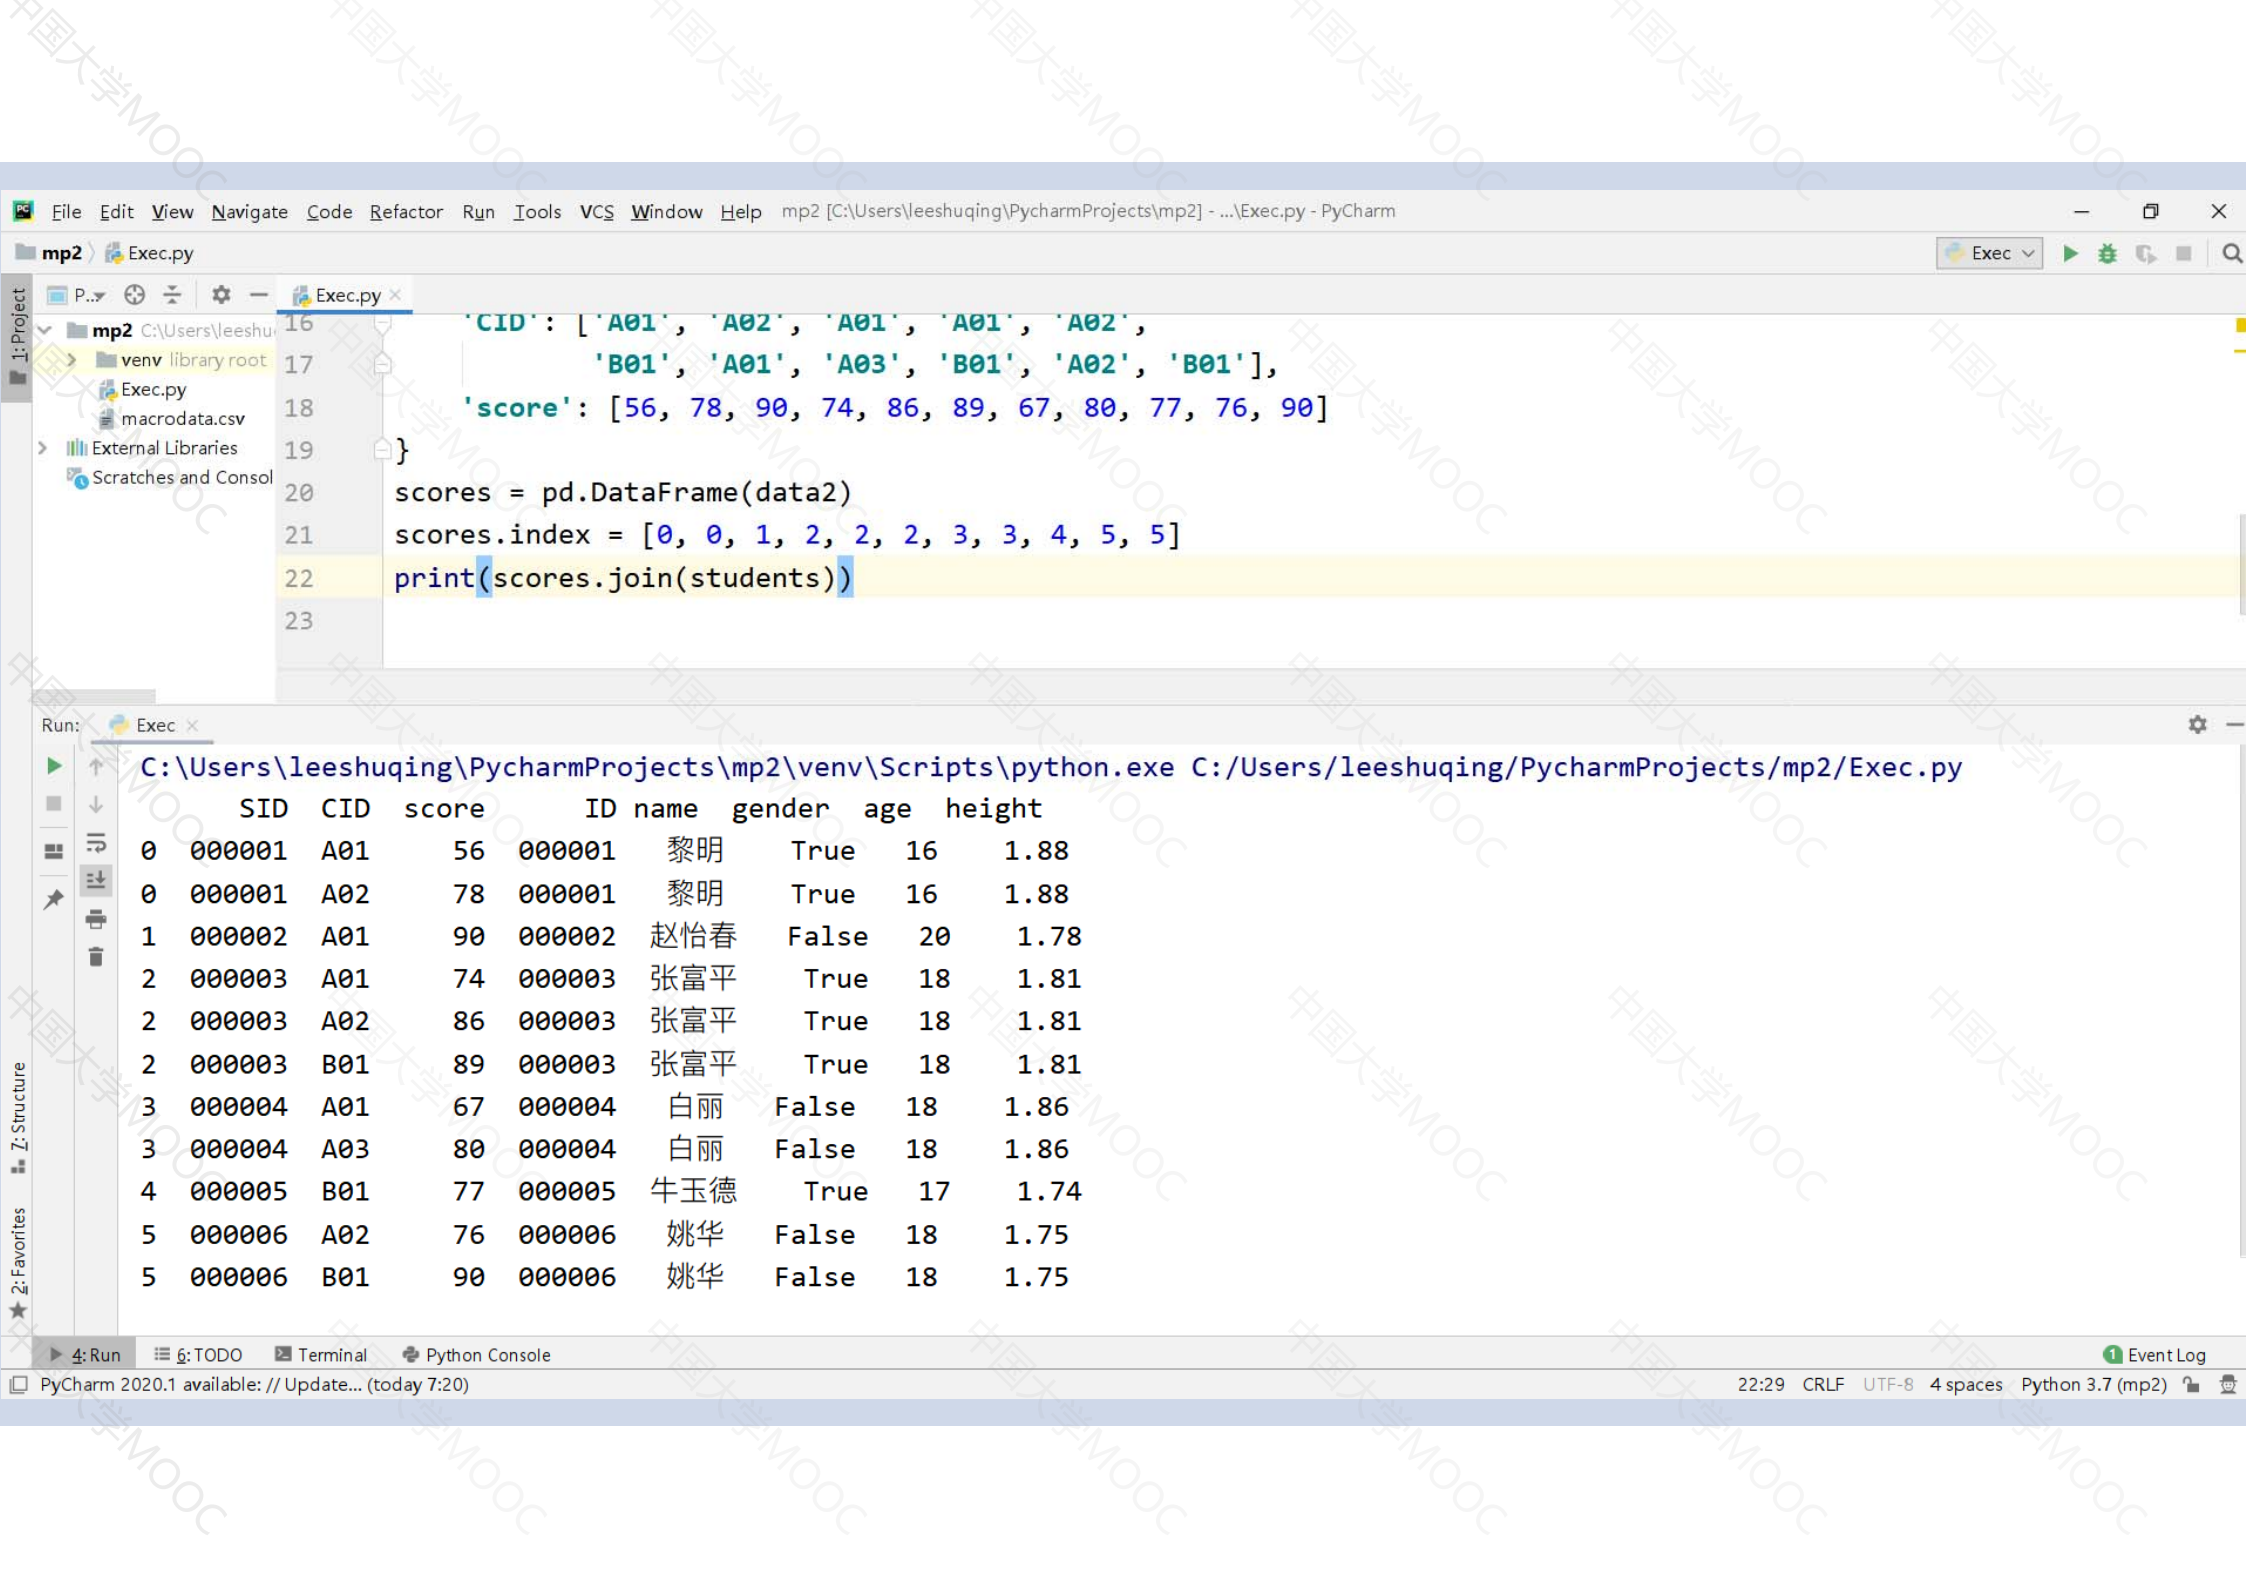 File Edit View Navigate Code Refactor Run Tools VCS Window Help mp2 [C:\Users\leeshuqing\PycharmProjects\mp2] - ...\Exec.py - PyCharm
mp2 Exec.py Exec
1: Project
P.. Exec.py
mp2 C:\Users\leeshu
venv library root
Exec.py
macrodata.csv
External Libraries
Scratches and Consol
16 'CID': ['A01', 'A02', 'A01', 'A01', 'A02',
17 'B01', 'A01', 'A03', 'B01', 'A02', 'B01'],
18 'score': [56, 78, 90, 74, 86, 89, 67, 80, 77, 76, 90]
19 }
20 scores = pd.DataFrame(data2)
21 scores.index = [0, 0, 1, 2, 2, 2, 3, 3, 4, 5, 5]
22 print(scores.join(students))
23
Run: Exec
C:\Users\leeshuqing\PycharmProjects\mp2\venv\Scripts\python.exe C:/Users/leeshuqing/PycharmProjects/mp2/Exec.py
SID CID score ID name gender age height
0 000001 A01 56 000001 黎明 True 16 1.88
0 000001 A02 78 000001 黎明 True 16 1.88
1 000002 A01 90 000002 赵怡春 False 20 1.78
2 000003 A01 74 000003 张富平 True 18 1.81
2 000003 A02 86 000003 张富平 True 18 1.81
2 000003 B01 89 000003 张富平 True 18 1.81
3 000004 A01 67 000004 白丽 False 18 1.86
3 000004 A03 80 000004 白丽 False 18 1.86
4 000005 B01 77 000005 牛玉德 True 17 1.74
5 000006 A02 76 000006 姚华 False 18 1.75
5 000006 B01 90 000006 姚华 False 18 1.75
Z: Structure
2: Favorites
4: Run 6: TODO Terminal Python Console 1 Event Log
PyCharm 2020.1 available: // Update... (today 7:20) 22:29 CRLF UTF-8 4 spaces Python 3.7 (mp2)
中国大学MOOC